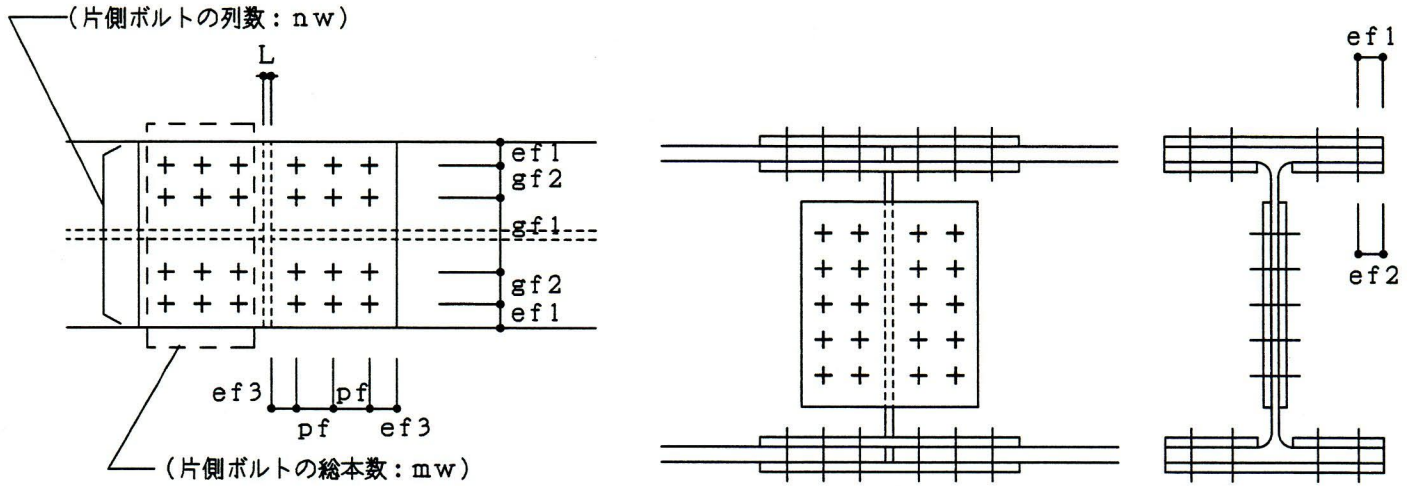 (片側ボルトの列数：nw)
L
ef1
gf2
gf1
gf2
ef1
ef3
pf
pf
ef3
(片側ボルトの総本数：mw)
ef1
ef2